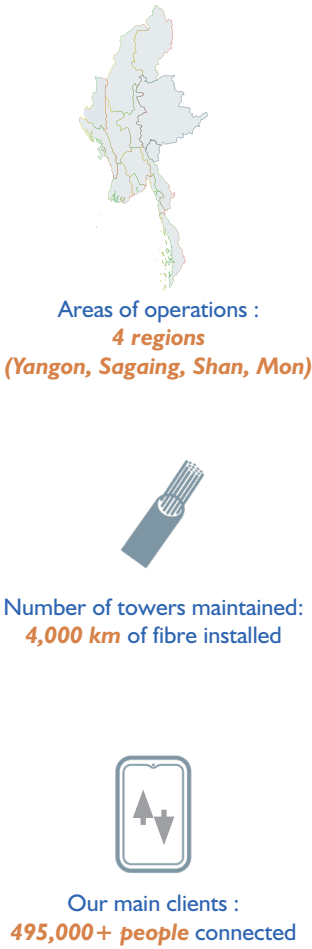 Areas of operations :
4 regions
(Yangon, Sagaing, Shan, Mon)
Number of towers maintained:
4,000 km of fibre installed
Our main clients :
495,000+ people connected